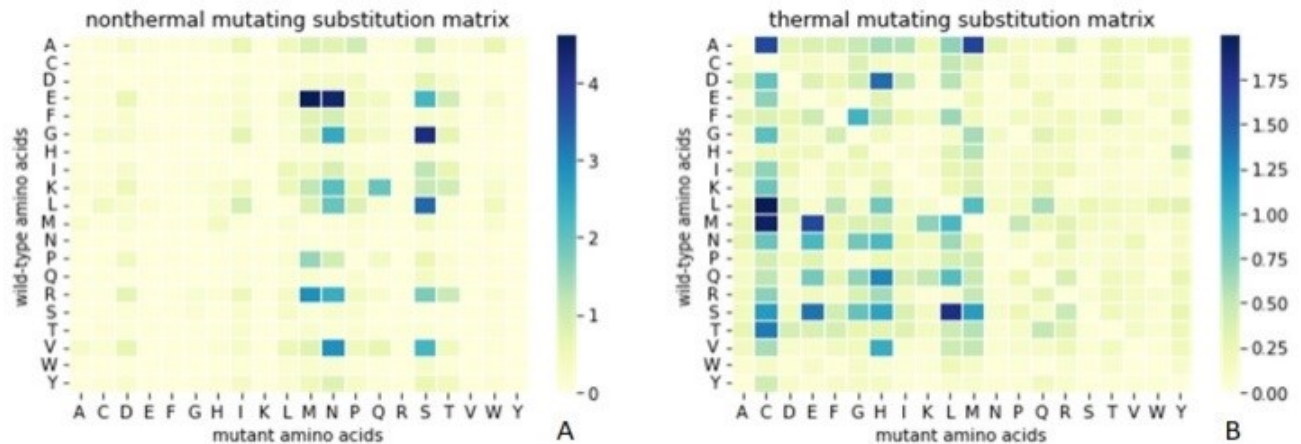 nonthermal mutating substitution matrix
wild-type amino acids
A
C
D
E
F
G
H
I
K
L
M
N
P
Q
R
S
T
V
W
Y
A C D E F G H I K L M N P Q R S T V W Y
mutant amino acids
4
3
2
1
0
A
thermal mutating substitution matrix
wild-type amino acids
A
C
D
E
F
G
H
I
K
L
M
N
P
Q
R
S
T
V
W
Y
A C D E F G H I K L M N P Q R S T V W Y
mutant amino acids
1.75
1.50
1.25
1.00
0.75
0.50
0.25
0.00
B